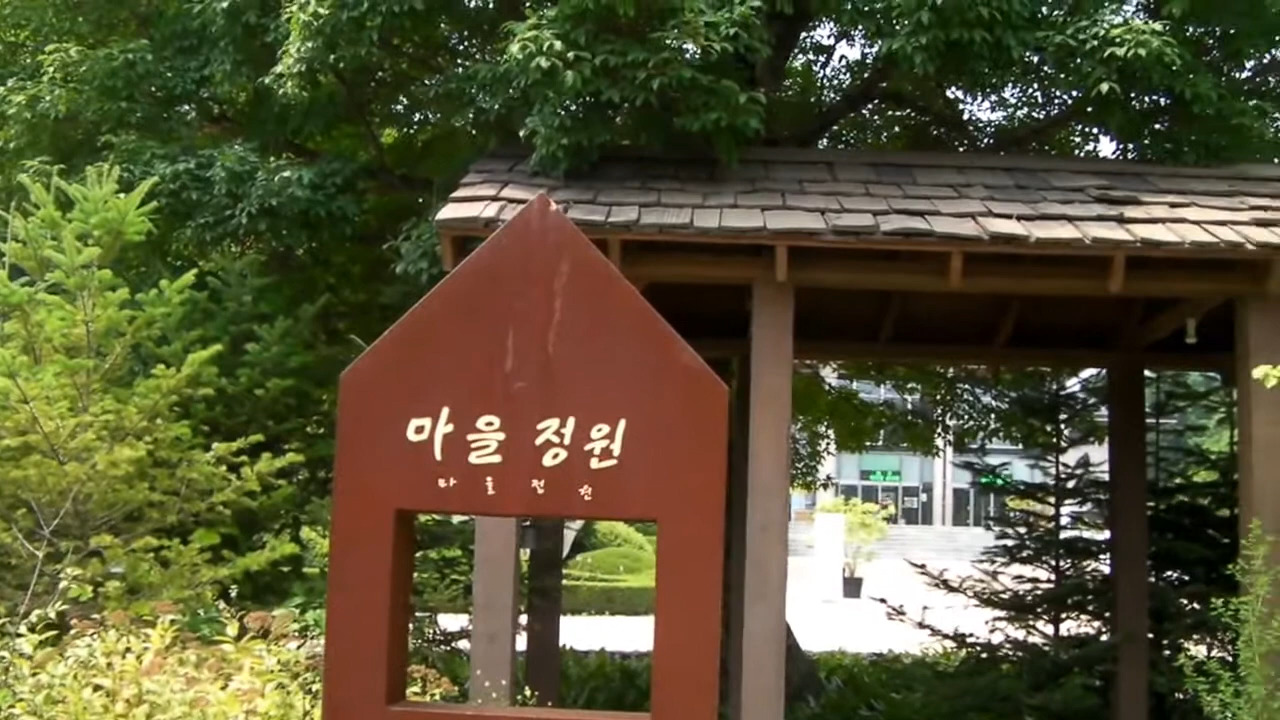 마을 정원
마 을 정 원